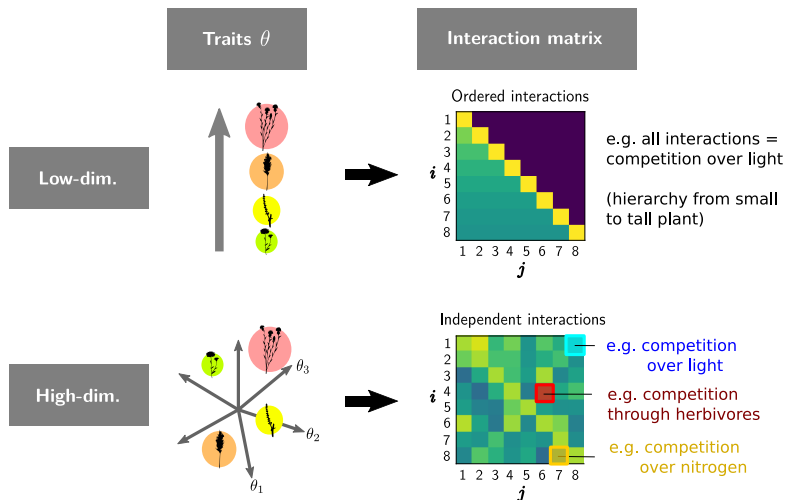 Traits θ
Interaction matrix
Low-dim.
Ordered interactions
1
2
3
4
5
6
7
8
i
1 2 3 4 5 6 7 8
j
e.g. all interactions =
competition over light
(hierarchy from small
to tall plant)
High-dim.
θ3
θ2
θ1
Independent interactions
1
2
3
4
5
6
7
8
i
1 2 3 4 5 6 7 8
j
e.g. competition
over light
e.g. competition
through herbivores
e.g. competition
over nitrogen